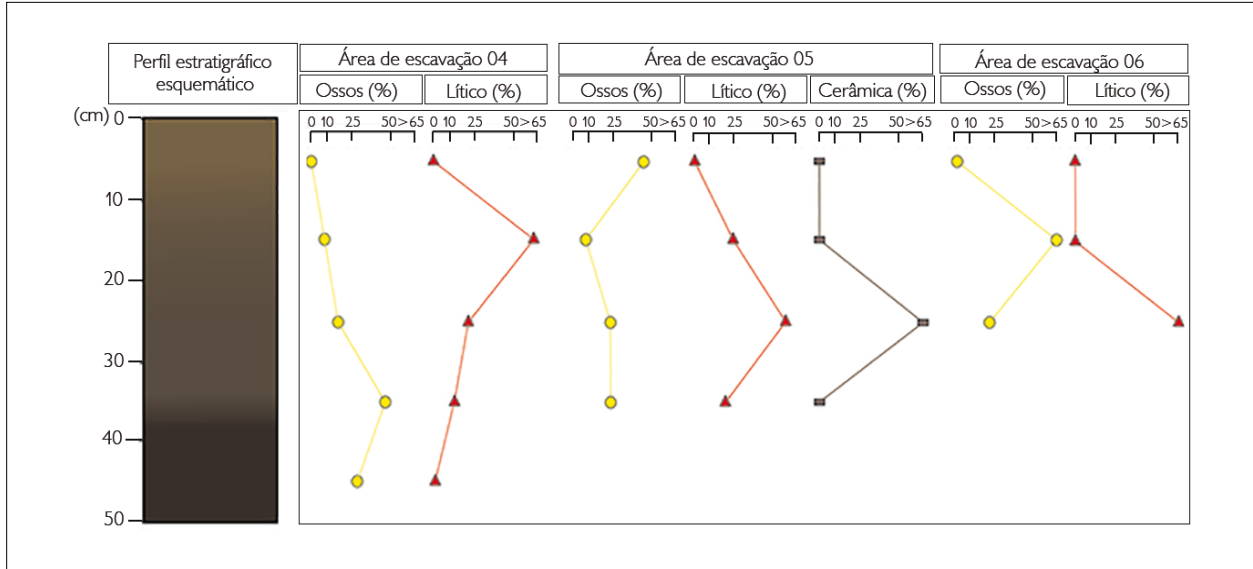 Perfil estratigráfico
esquemático
Área de escavação 04
Área de escavação 05
Área de escavação 06
Ossos (%)
Lítico (%)
Ossos (%)
Lítico (%)
Cerâmica (%)
Ossos (%)
Lítico (%)
(cm) 0
0 10 25 50 >65
0 10 25 50 >65
0 10 25 50 >65
0 10 25 50 >65
0 10 25 50 >65
0 10 25 50 >65
0 10 25 50 >65
10
20
30
40
50